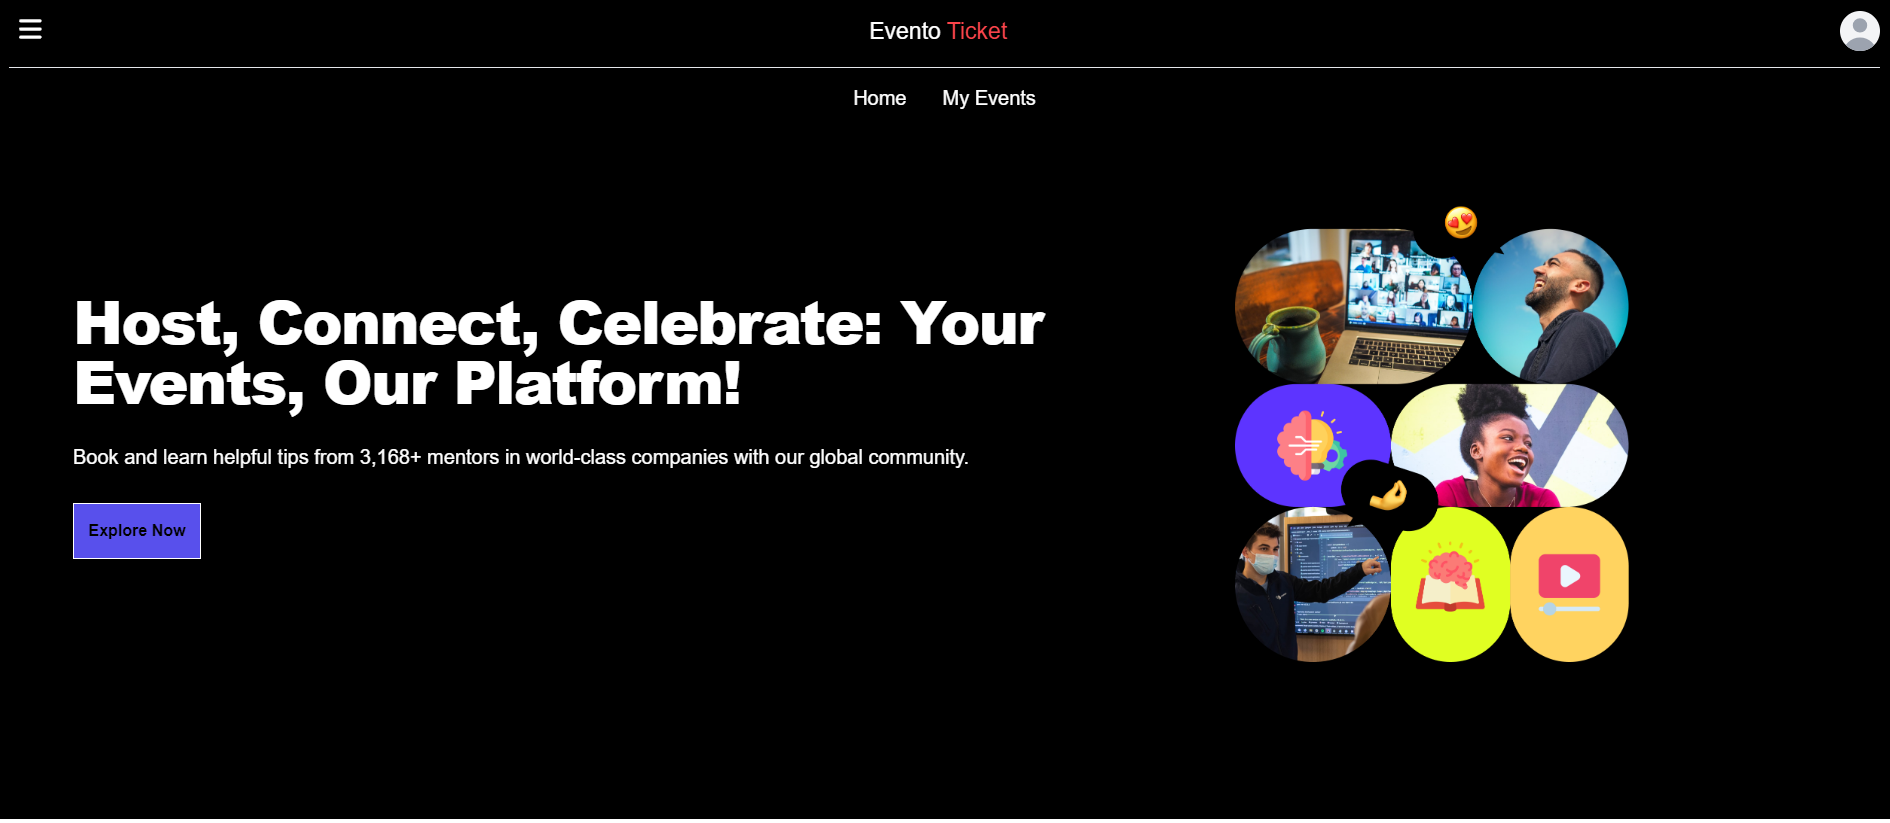 Evento Ticket
Home My Events
Host, Connect, Celebrate: Your
Events, Our Platform!
Book and learn helpful tips from 3,168+ mentors in world-class companies with our global community.
Explore Now